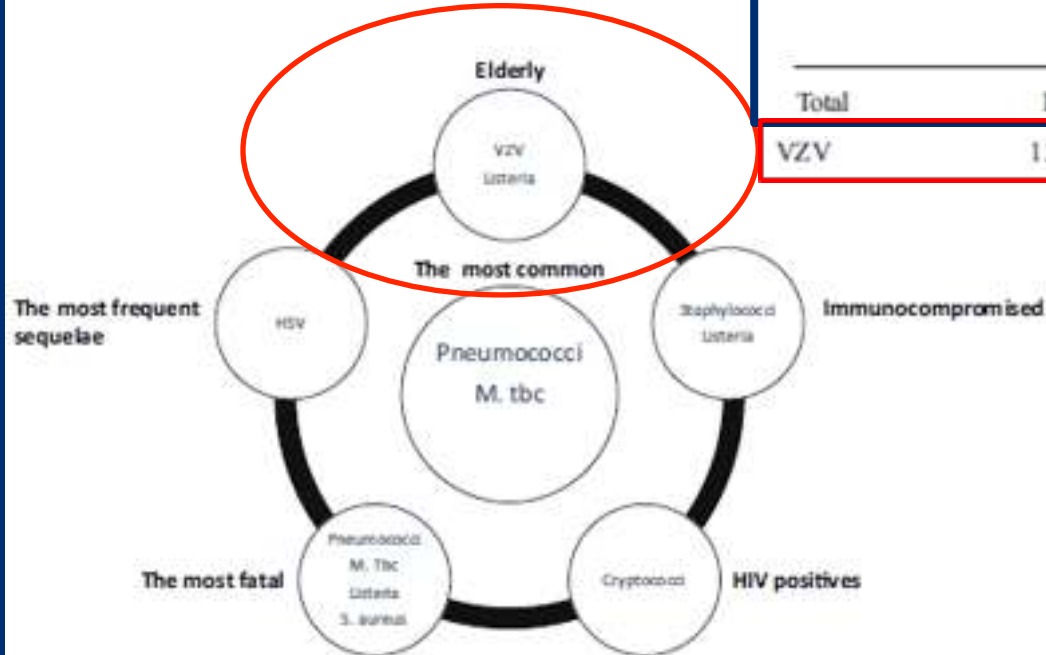 Elderly
VZV
Listeria
Total
VZV
The most common
Pneumococci
M. tbc
The most frequent
sequelae
HSV
Staphylococci
Listeria
Immunocompromised
The most fatal
Pneumococci
M. Tbc
Listeria
S. aureus
Cryptococci
HIV positives